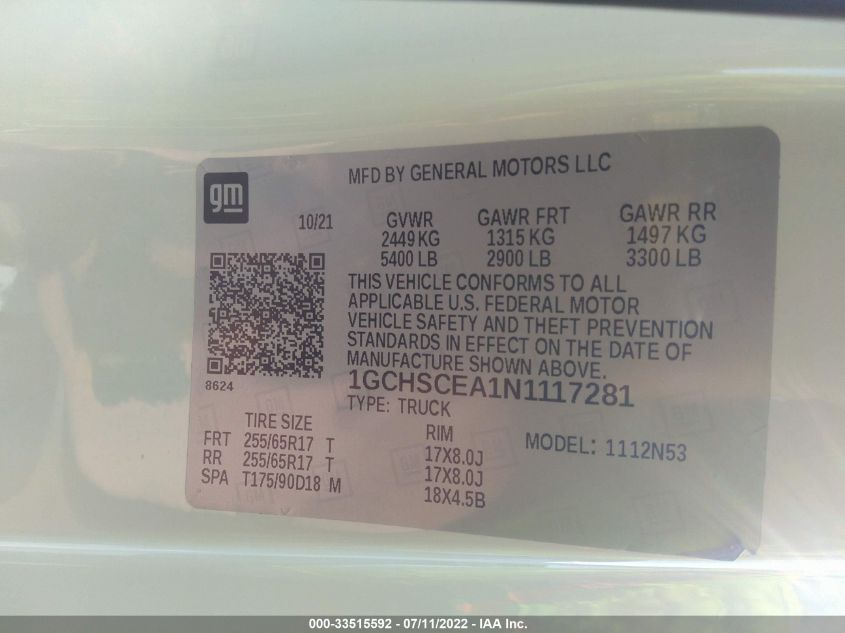 gm
MFD BY GENERAL MOTORS LLC
10/21
GVWR GAWR FRT GAWR RR
2449 KG 1315 KG 1497 KG
5400 LB 2900 LB 3300 LB
THIS VEHICLE CONFORMS TO ALL
APPLICABLE U.S. FEDERAL MOTOR
VEHICLE SAFETY AND THEFT PREVENTION
STANDARDS IN EFFECT ON THE DATE OF
MANUFACTURE SHOWN ABOVE.
8624
1GCHSCEA1N1117281
TYPE: TRUCK
TIRE SIZE RIM MODEL: 1112N53
FRT 255/65R17 T 17X8.0J
RR 255/65R17 T 17X8.0J
SPA T175/90D18 M 18X4.5B
000-33515592 - 07/11/2022 - IAA Inc.